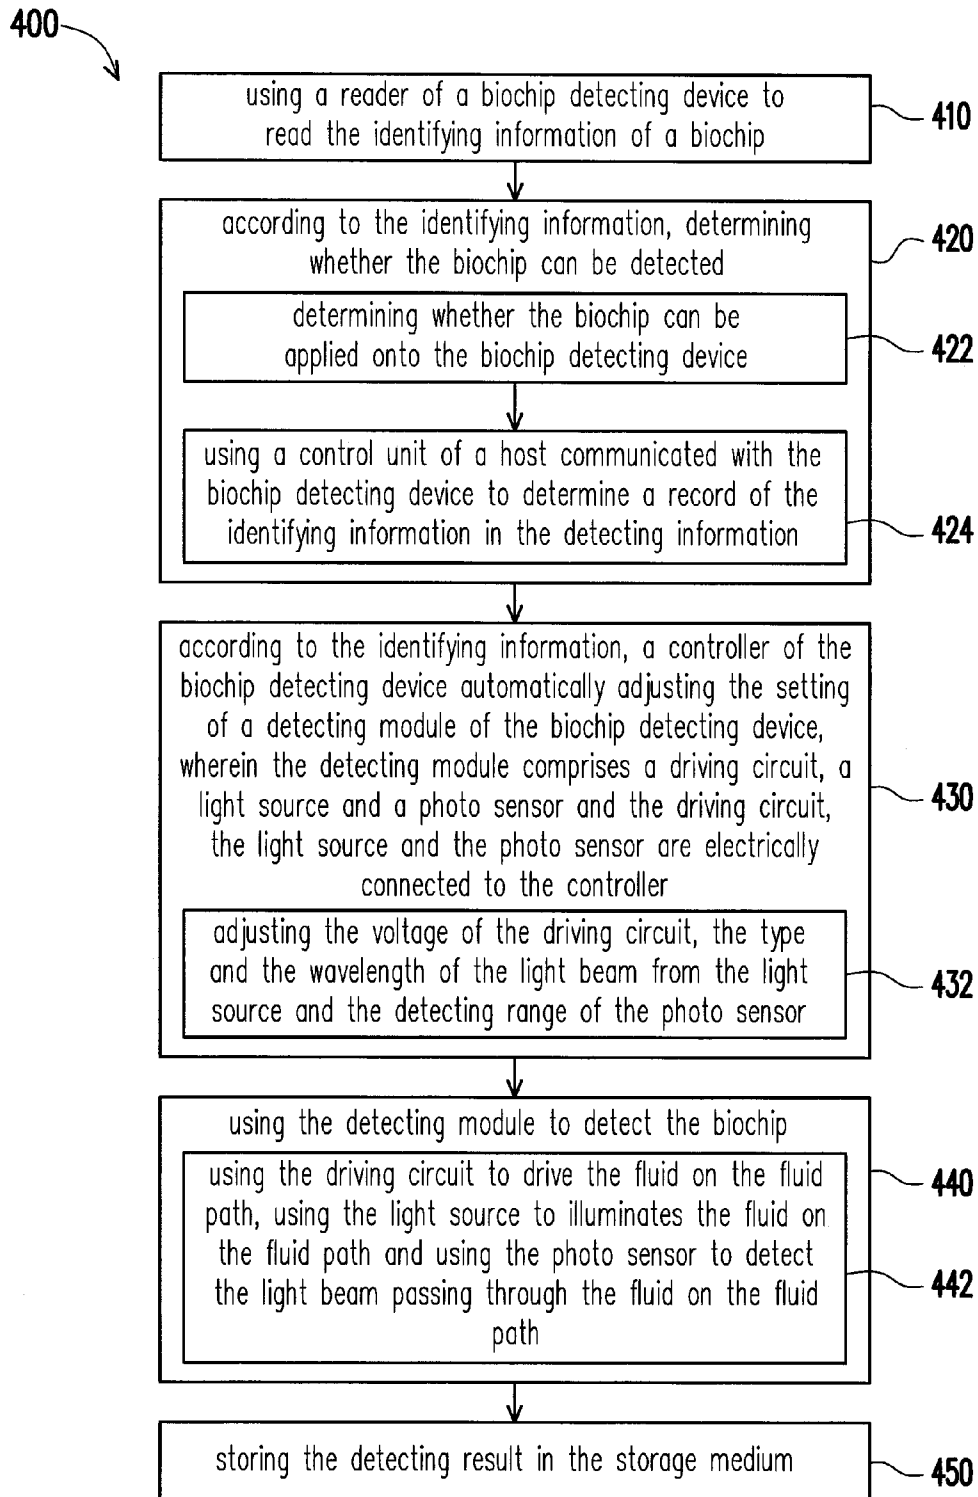 400
using a reader of a biochip detecting device to
read the identifying information of a biochip
410
according to the identifying information, determining
whether the biochip can be detected
420
determining whether the biochip can be
applied onto the biochip detecting device
422
using a control unit of a host communicated with the
biochip detecting device to determine a record of the
identifying information in the detecting information
424
according to the identifying information, a controller of the
biochip detecting device automatically adjusting the setting
of a detecting module of the biochip detecting device,
wherein the detecting module comprises a driving circuit, a
light source and a photo sensor and the driving circuit,
the light source and the photo sensor are electrically
connected to the controller
430
adjusting the voltage of the driving circuit, the type
and the wavelength of the light beam from the light
source and the detecting range of the photo sensor
432
using the detecting module to detect the biochip
440
using the driving circuit to drive the fluid on the fluid
path, using the light source to illuminates the fluid on
the fluid path and using the photo sensor to detect
the light beam passing through the fluid on the fluid
path
442
storing the detecting result in the storage medium
450